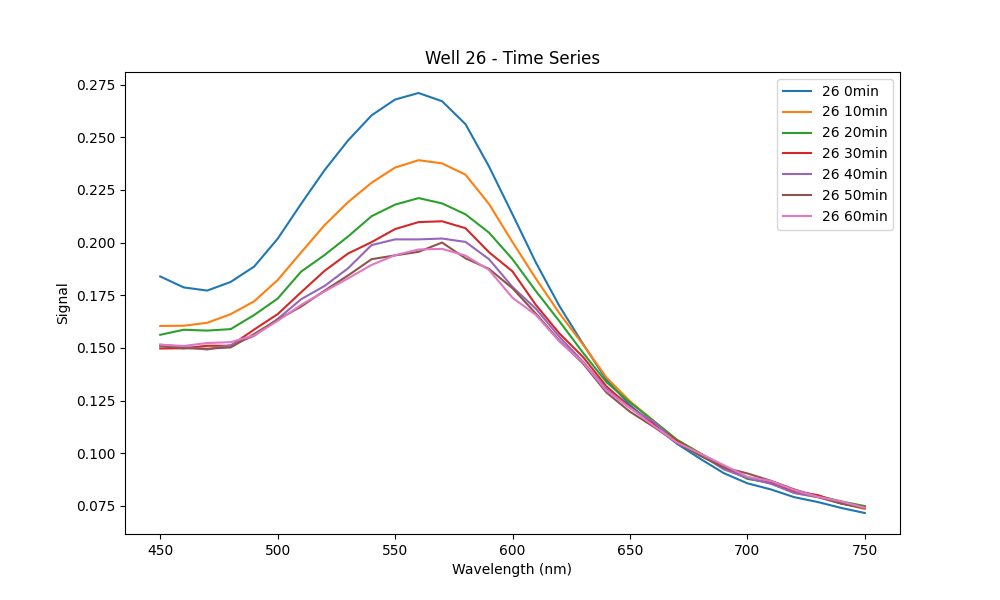 Well 26 - Time Series
Signal
0.275
0.250
0.225
0.200
0.175
0.150
0.125
0.100
0.075
26 0min
26 10min
26 20min
26 30min
26 40min
26 50min
26 60min
450 500 550 600 650 700 750
Wavelength (nm)